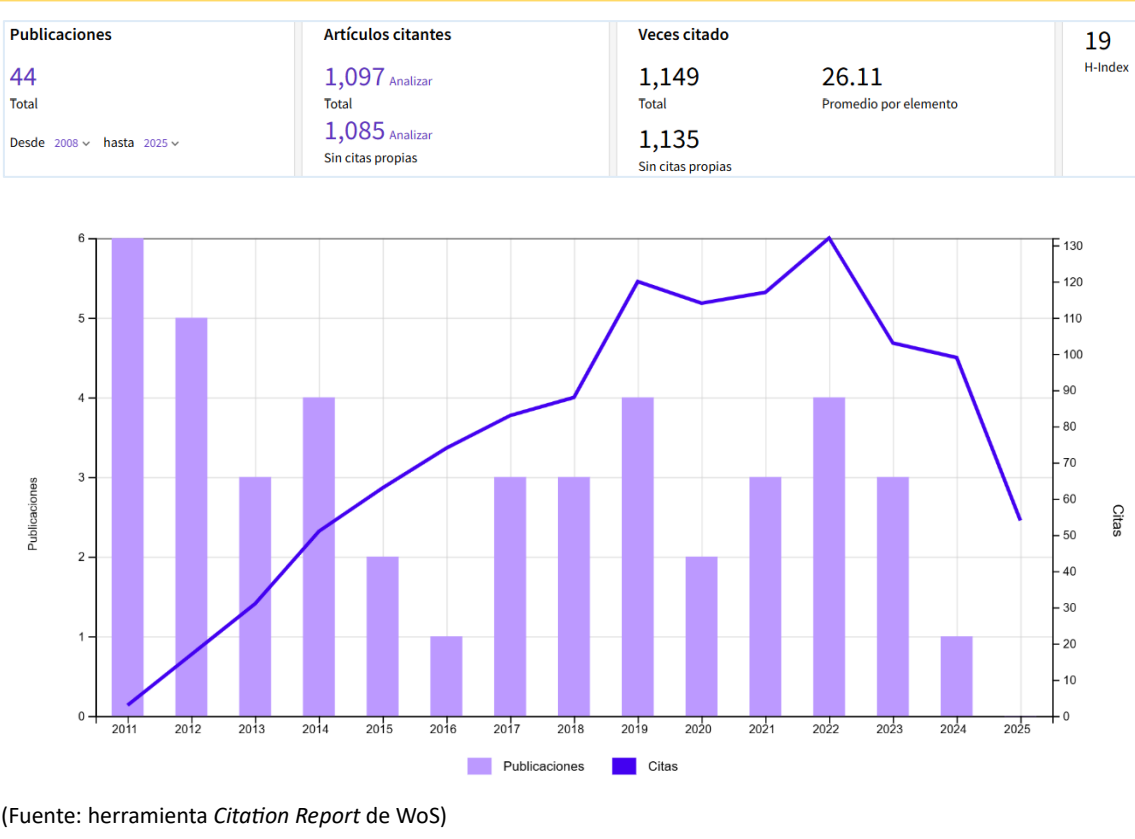 Publicaciones
44
Total
Desde 2008 hasta 2025
Artículos citantes
1,097 Analizar
Total
1,085 Analizar
Sin citas propias
Veces citado
1,149
Total
26.11
Promedio por elemento
1,135
Sin citas propias
19
H-Index
6
5
4
3
2
1
0
Publicaciones
130
120
110
100
90
80
70
60
50
40
30
20
10
0
Citas
2011 2012 2013 2014 2015 2016 2017 2018 2019 2020 2021 2022 2023 2024 2025
Publicaciones Citas
(Fuente: herramienta Citation Report de WoS)